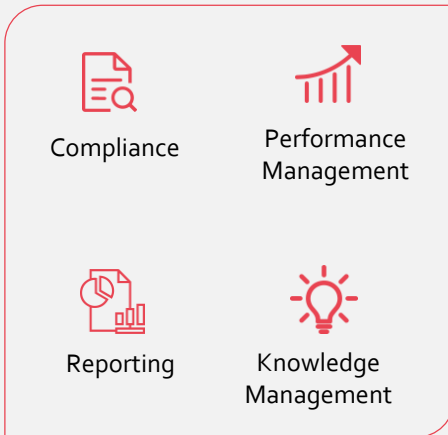 Compliance
Performance
Management
Reporting
Knowledge
Management